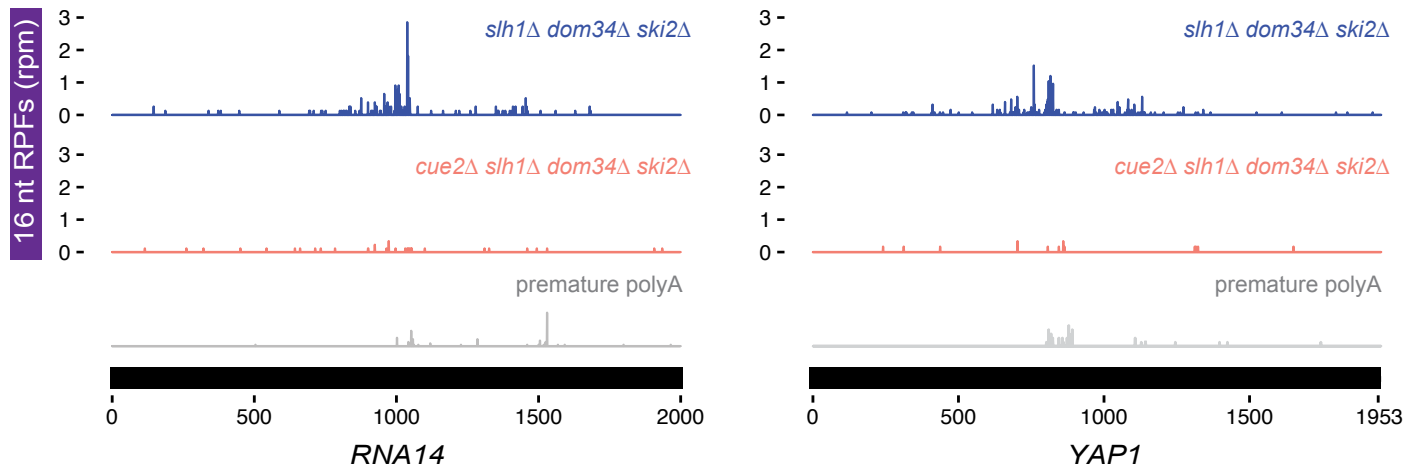 16 nt RPFs (rpm)
3
2
1
0
slh1Δ dom34Δ ski2Δ
3
2
1
0
cue2Δ slh1Δ dom34Δ ski2Δ
premature polyA
0 500 1000 1500 2000
RNA14
3
2
1
0
slh1Δ dom34Δ ski2Δ
3
2
1
0
cue2Δ slh1Δ dom34Δ ski2Δ
premature polyA
0 500 1000 1500 1953
YAP1